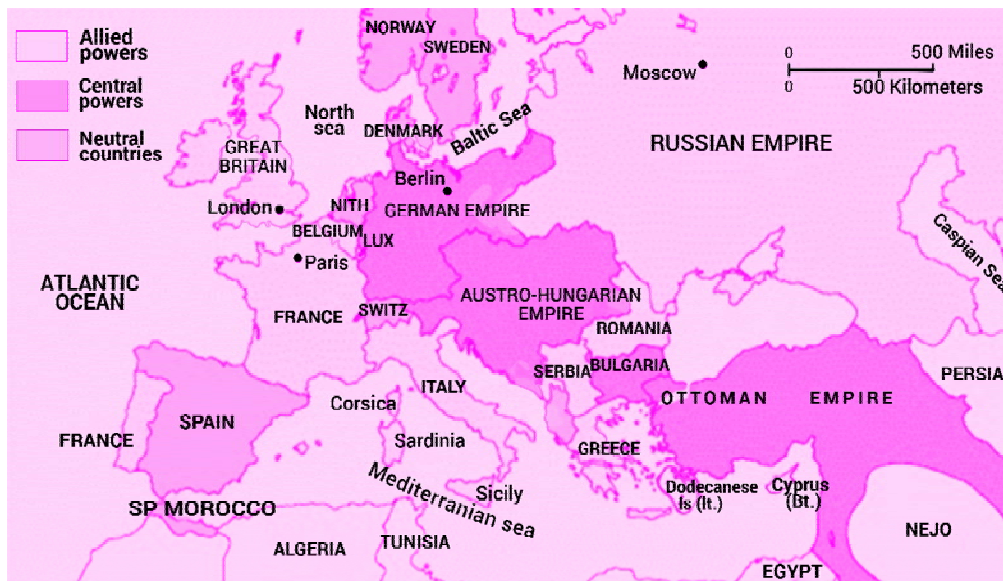 Allied
powers
Central
powers
Neutral
countries
NORWAY
SWEDEN
0 500 Miles
0 500 Kilometers
Moscow
North
sea
DENMARK
Baltic Sea
RUSSIAN EMPIRE
GREAT
BRITAIN
Berlin
London
NITH
GERMAN EMPIRE
BELGIUM
LUX
Paris
Caspian Sea
ATLANTIC
OCEAN
AUSTRO-HUNGARIAN
EMPIRE
FRANCE
SWITZ
ROMANIA
SERBIA
BULGARIA
PERSIA
ITALY
Corsica
OTTOMAN EMPIRE
SPAIN
FRANCE
Sardinia
GREECE
Mediterranean sea
Sicily
Dodecanese
Is (It.)
Cyprus
(Bt.)
SP MOROCCO
NEJO
ALGERIA
TUNISIA
EGYPT